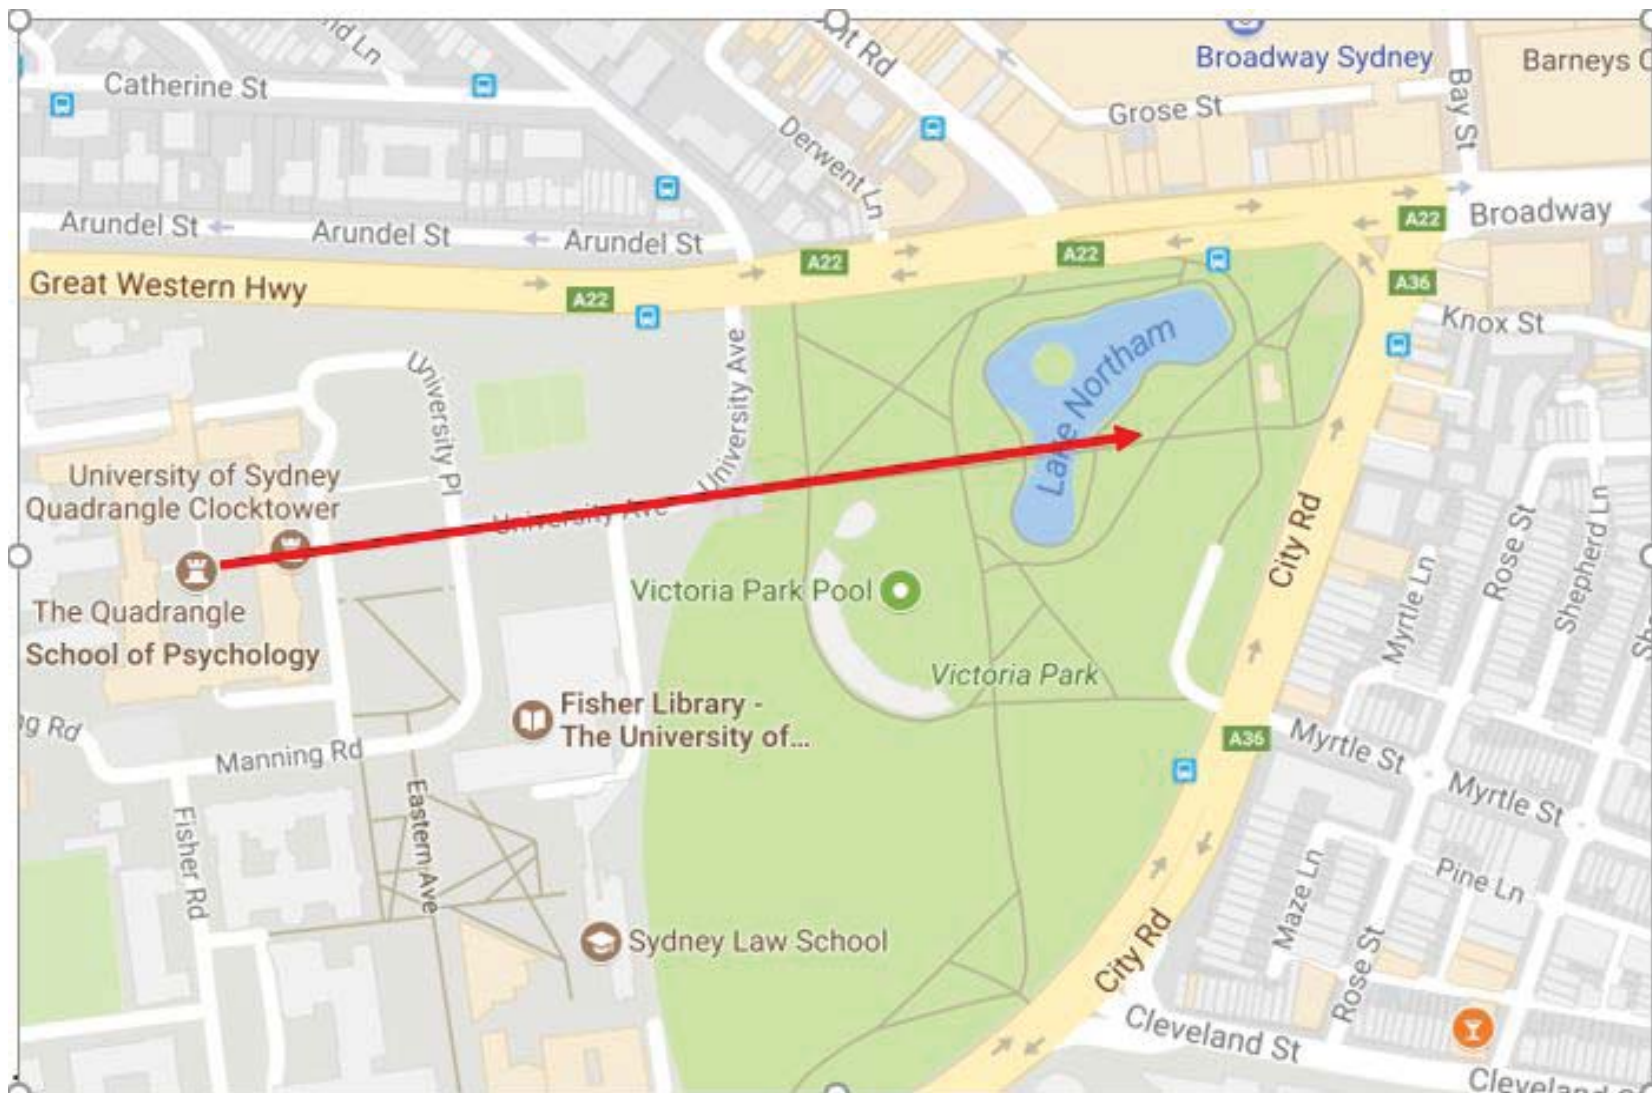 Broadway Sydney
Barneys
Catherine St
Grose St
Bay St
Derwent Ln
Arundel St
Arundel St
Arundel St
A22
Broadway
Great Western Hwy
A22
A22
A22
A36
Knox St
University Pl
University Ave
Lake Northam
University of Sydney
Quadrangle Clocktower
University Ave
City Rd
Rose St
Shepherd Ln
Myrtle Ln
The Quadrangle
School of Psychology
Victoria Park Pool
Victoria Park
Fisher Library -
The University of...
Manning Rd
A36
Myrtle St
Myrtle St
Fisher Rd
Eastern Ave
Pine Ln
Maze Ln
Sydney Law School
City Rd
Rose St
Cleveland St
Cleveland